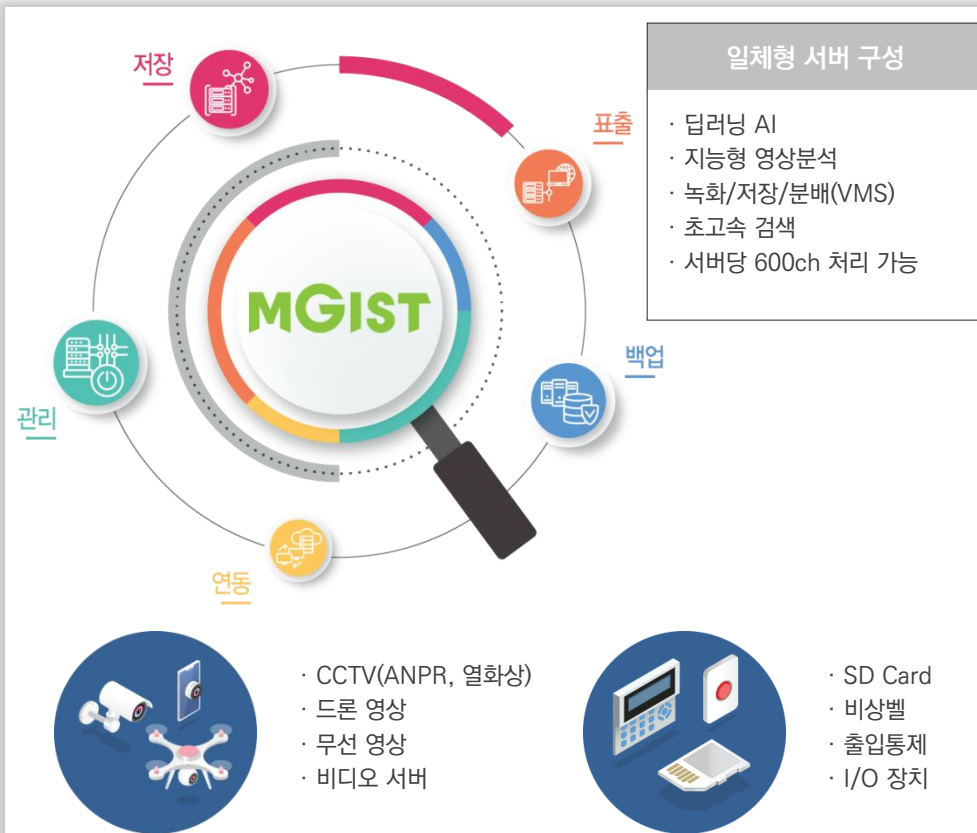 저장
표출
일체형 서버 구성
· 딥러닝 AI
· 지능형 영상분석
· 녹화/저장/분배(VMS)
· 초고속 검색
· 서버당 600ch 처리 가능
MGIST
백업
관리
연동
· CCTV(ANPR, 열화상)
· 드론 영상
· 무선 영상
· 비디오 서버
· SD Card
· 비상벨
· 출입통제
· I/O 장치